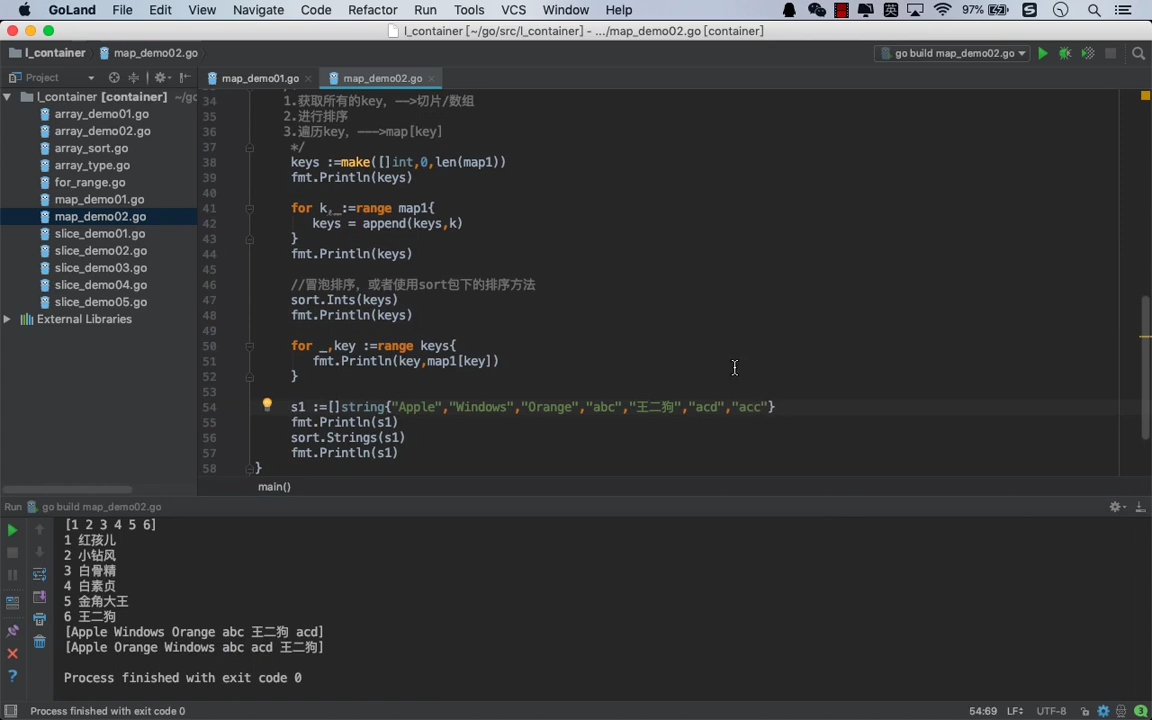 GoLand File Edit View Navigate Code Refactor Run Tools VCS Window Help 97%
l_container [~/go/src/l_container] - .../map_demo02.go [container]
l_container map_demo02.go go build map_demo02.go
Project map_demo01.go map_demo02.go
l_container [container] ~/go
array_demo01.go
array_demo02.go
array_sort.go
array_type.go
for_range.go
map_demo01.go
map_demo02.go
slice_demo01.go
slice_demo02.go
slice_demo03.go
slice_demo04.go
slice_demo05.go
External Libraries
34 1.获取所有的key，-->切片/数组
35 2.进行排序
36 3.遍历key，--->map[key]
37 */
38 keys :=make([]int,0,len(map1))
39 fmt.Println(keys)
40
41 for k,_:=range map1{
42 keys = append(keys,k)
43 }
44 fmt.Println(keys)
45
46 //冒泡排序，或者使用sort包下的排序方法
47 sort.Ints(keys)
48 fmt.Println(keys)
49
50 for _,key :=range keys{
51 fmt.Println(key,map1[key])
52 }
53
54 s1 :=[]string{"Apple","Windows","Orange","abc","王二狗","acd","acc"}
55 fmt.Println(s1)
56 sort.Strings(s1)
57 fmt.Println(s1)
58 }
main()
Run go build map_demo02.go
[1 2 3 4 5 6]
1 红孩儿
2 小钻风
3 白骨精
4 白素贞
5 金角大王
6 王二狗
[Apple Windows Orange abc 王二狗 acd]
[Apple Orange Windows abc acd 王二狗]
Process finished with exit code 0
Process finished with exit code 0 54:69 LF÷ UTF-8 3